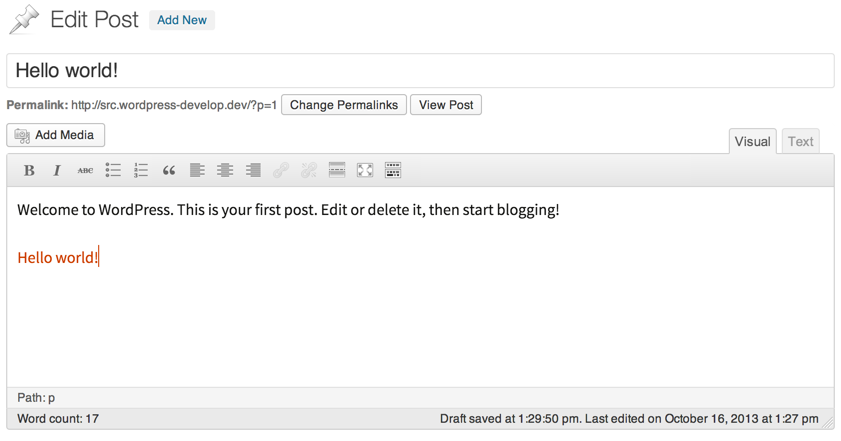 Edit Post Add New
Hello world!
Permalink: http://src.wordpress-develop.dev/?p=1 Change Permalinks View Post
Add Media
Visual Text
B I ABC
Welcome to WordPress. This is your first post. Edit or delete it, then start blogging!
Hello world!
Path: p
Word count: 17 Draft saved at 1:29:50 pm. Last edited on October 16, 2013 at 1:27 pm